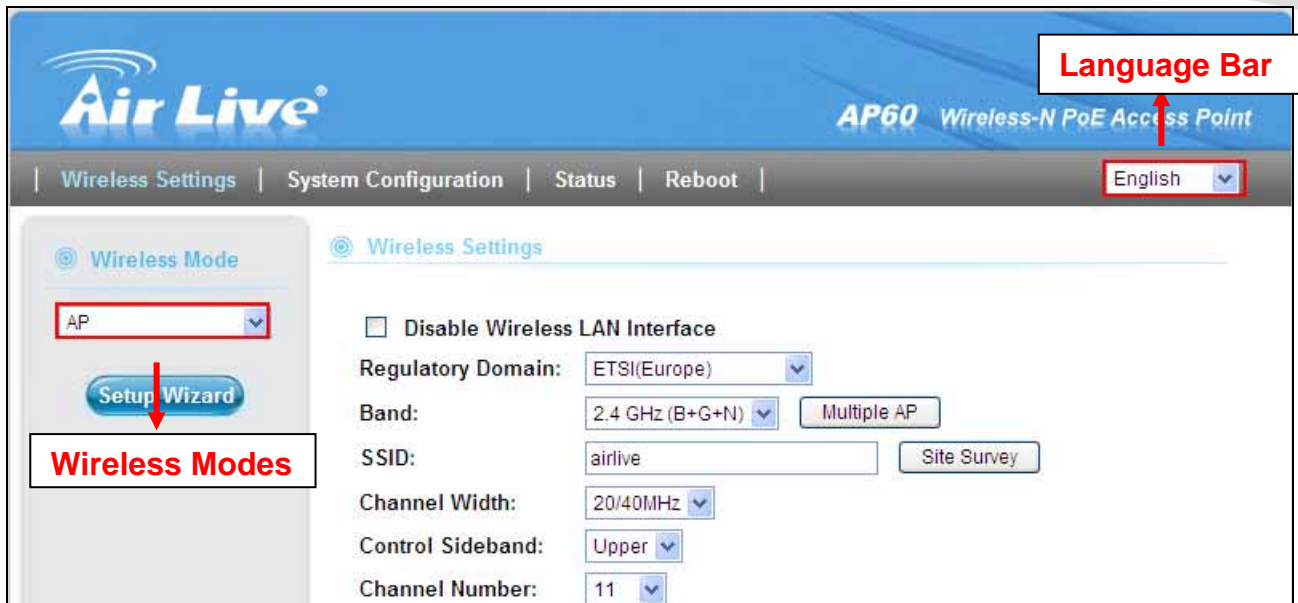 Air Live®
Language Bar
AP60 Wireless-N PoE Access Point
| Wireless Settings | System Configuration | Status | Reboot |
English
Wireless Mode
AP
Setup Wizard
Wireless Modes
Wireless Settings
Disable Wireless LAN Interface
Regulatory Domain: ETSI(Europe)
Band: 2.4 GHz (B+G+N) Multiple AP
SSID: airlive Site Survey
Channel Width: 20/40MHz
Control Sideband: Upper
Channel Number: 11